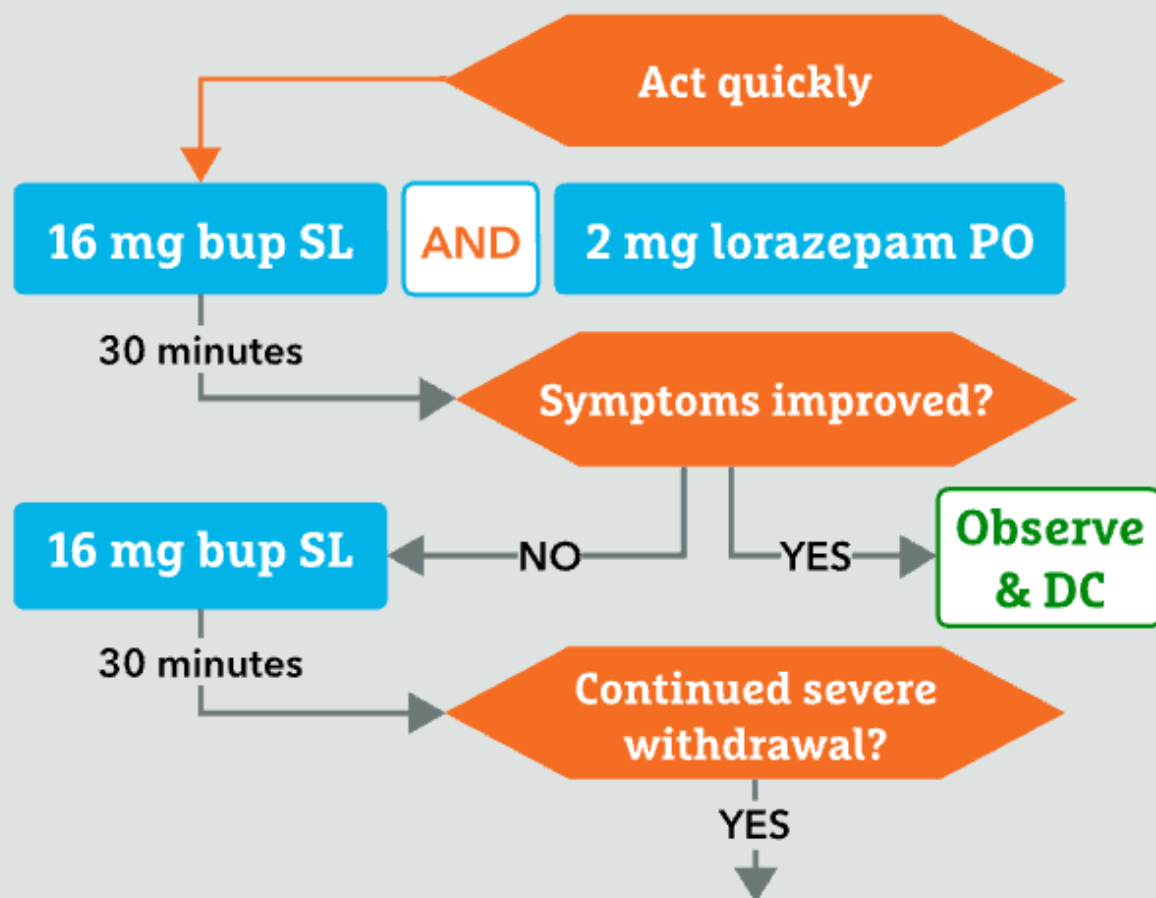 Act quickly
16 mg bup SL
AND
2 mg lorazepam PO
30 minutes
Symptoms improved?
16 mg bup SL
NO
YES
Observe
& DC
30 minutes
Continued severe
withdrawal?
YES